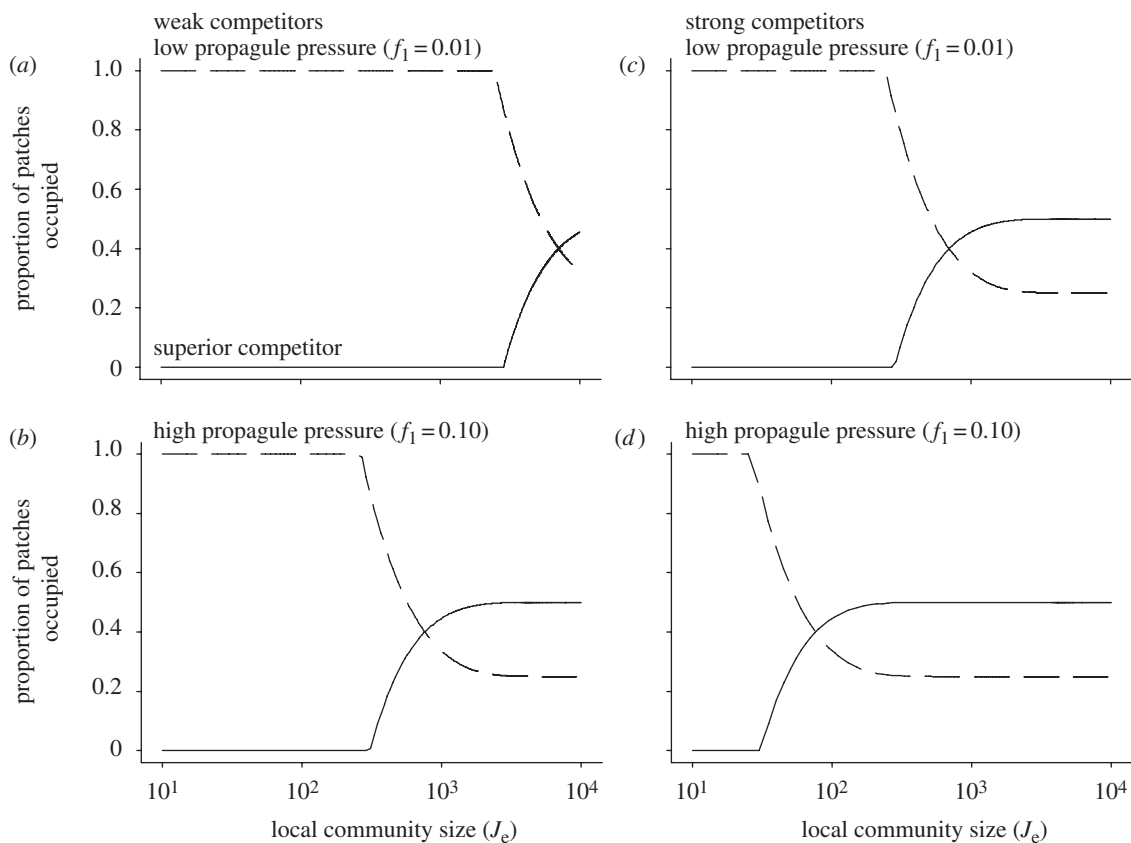 weak competitors
low propagule pressure (f1 = 0.01)
(a)
1.0
0.8
0.6
0.4
0.2
0
proportion of patches
occupied
superior competitor
strong competitors
low propagule pressure (f1 = 0.01)
(c)
high propagule pressure (f1 = 0.10)
(b)
1.0
0.8
0.6
0.4
0.2
0
proportion of patches
occupied
10¹ 10² 10³ 10⁴
local community size (Je)
high propagule pressure (f1 = 0.10)
(d)
10¹ 10² 10³ 10⁴
local community size (Je)